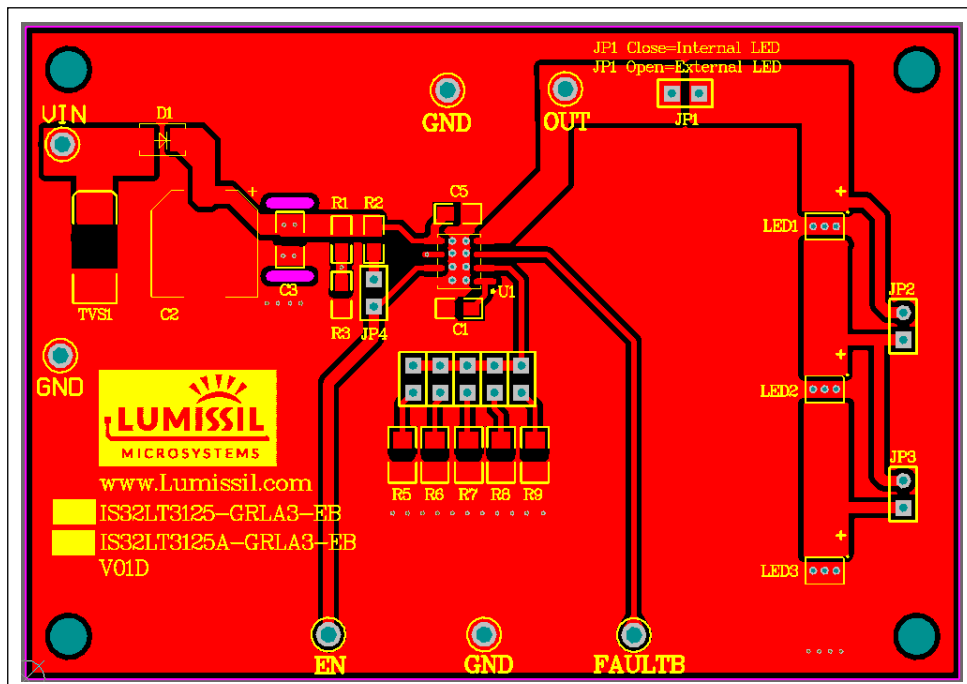 JP1 Close=Internal LED
JP1 Open=External LED
VIN
D1
GND
OUT
JP1
R1
R2
C5
+
+
LED1
TVS1
C2
C3
U1
JP2
R3
JP4
C1
+
GND
LED2
LUMISSIL
MICROSYSTEMS
JP3
www.Lumissil.com
R5
R6
R7
R8
R9
IS32LT3125-GRLA3-EB
IS32LT3125A-GRLA3-EB
+
V01D
LED3
EN
GND
FAULTB